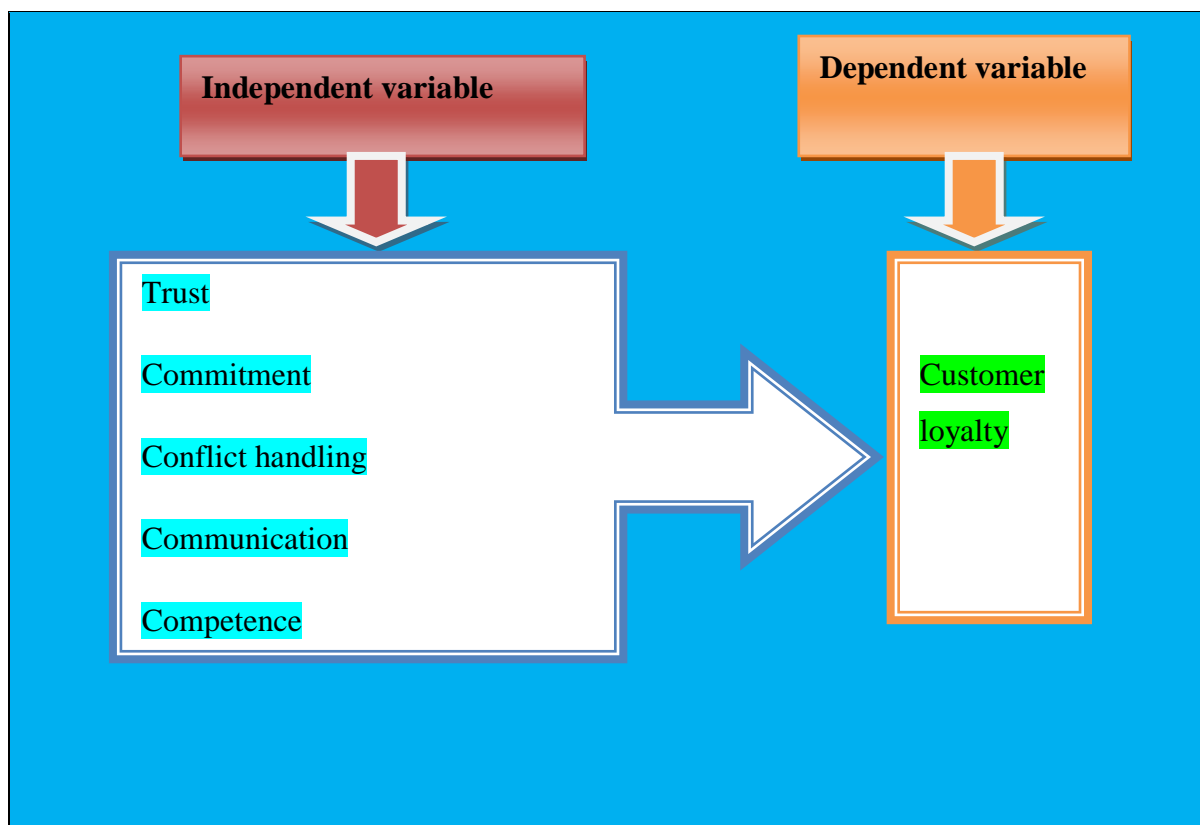 Independent variable
Dependent variable
Trust
Commitment
Conflict handling
Communication
Competence
Customer
loyalty